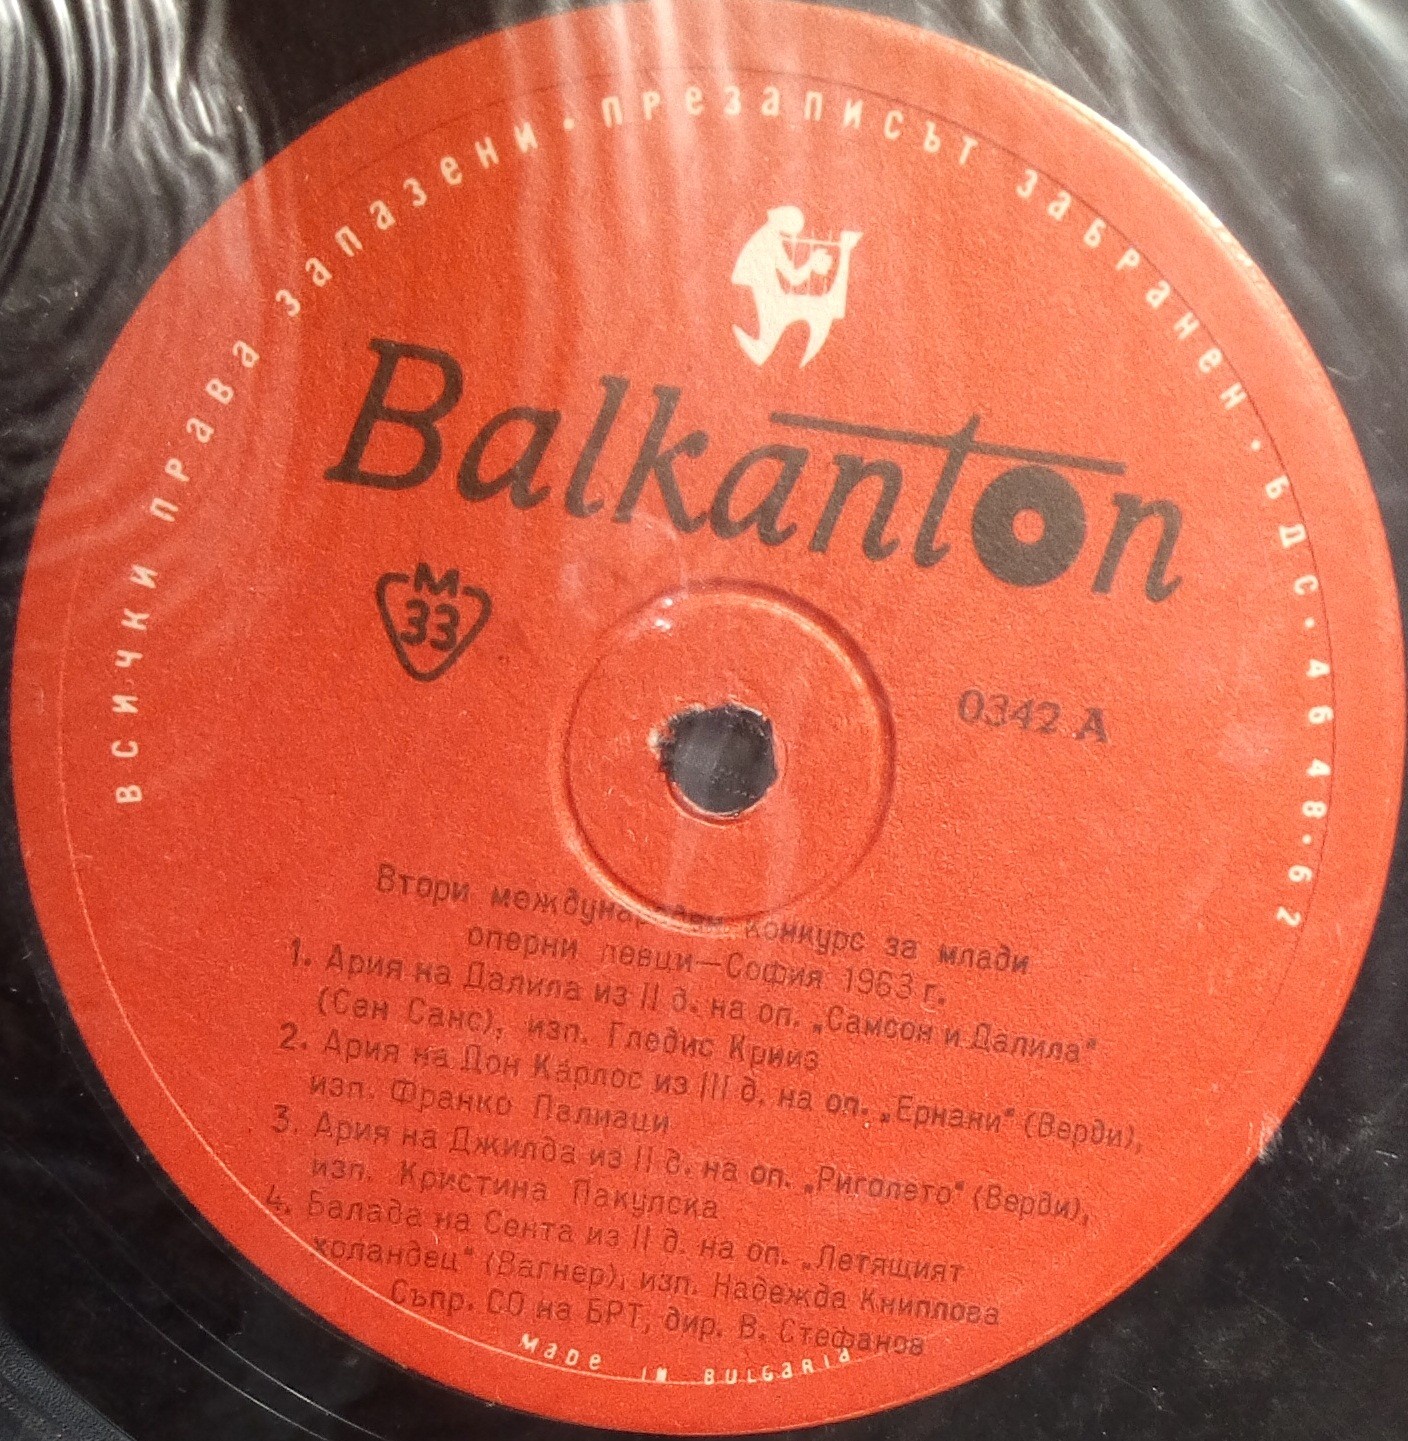 ВСИЧКИ ПРАВА ЗАПАЗЕНИ · ПРЕЗАПИСЪТ ЗАБРАНЕН · БДС · 4648 · 62
Balkanton
M
33
0342 A
Втори международен конкурс за млади
оперни певци—София 1963 г.
1. Ария на Далила из II д. на оп. „Самсон и Далила“
(Сен Санс), изп. Гледис Крииз
2. Ария на Дон Карлос из III д. на оп. „Ернани“ (Верди),
изп. Франко Палиаци
3. Ария на Джилда из II д. на оп. „Риголето“ (Верди),
изп. Кристина Пакулска
4. Балада на Сента из II д. на оп. „Летящият
холандец“ (Вагнер), изп. Надежда Книплова
Съпр. СО на БРТ, дир. В. Стефанов
MADE IN BULGARIA